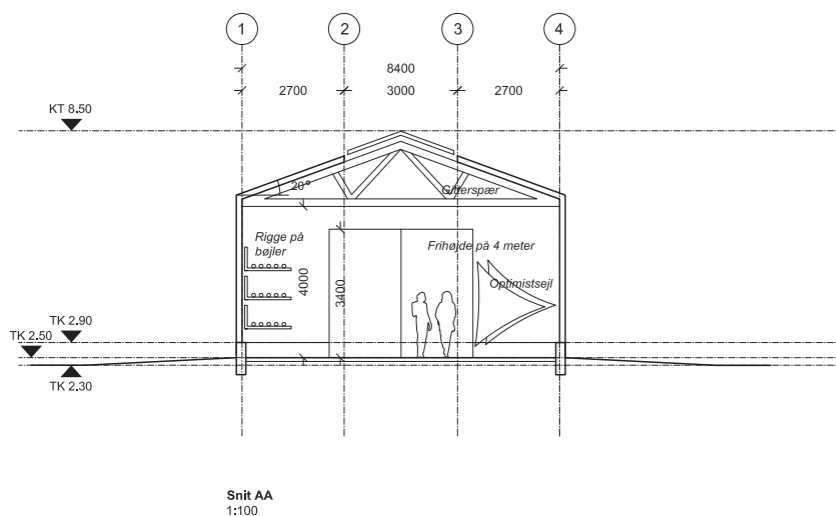 1 2 3 4
8400
2700 3000 2700
KT 8.50
20°
Gitterspær
Rigge på
bøjler
Frihøjde på 4 meter
4000
3400
Optimistsejl
TK 2.90
TK 2.50
TK 2.30
Snit AA
1:100